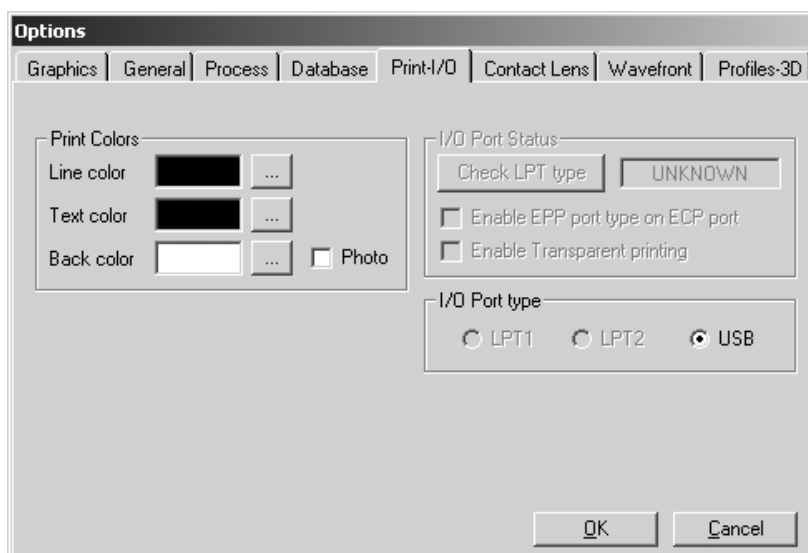 Options
Graphics General Process Database Print-I/O Contact Lens Wavefront Profiles-3D
Print Colors
Line color ...
Text color ...
Back color ... Photo
I/O Port Status
Check LPT type UNKNOWN
Enable EPP port type on ECP port
Enable Transparent printing
I/O Port type
LPT1 LPT2 USB
OK Cancel